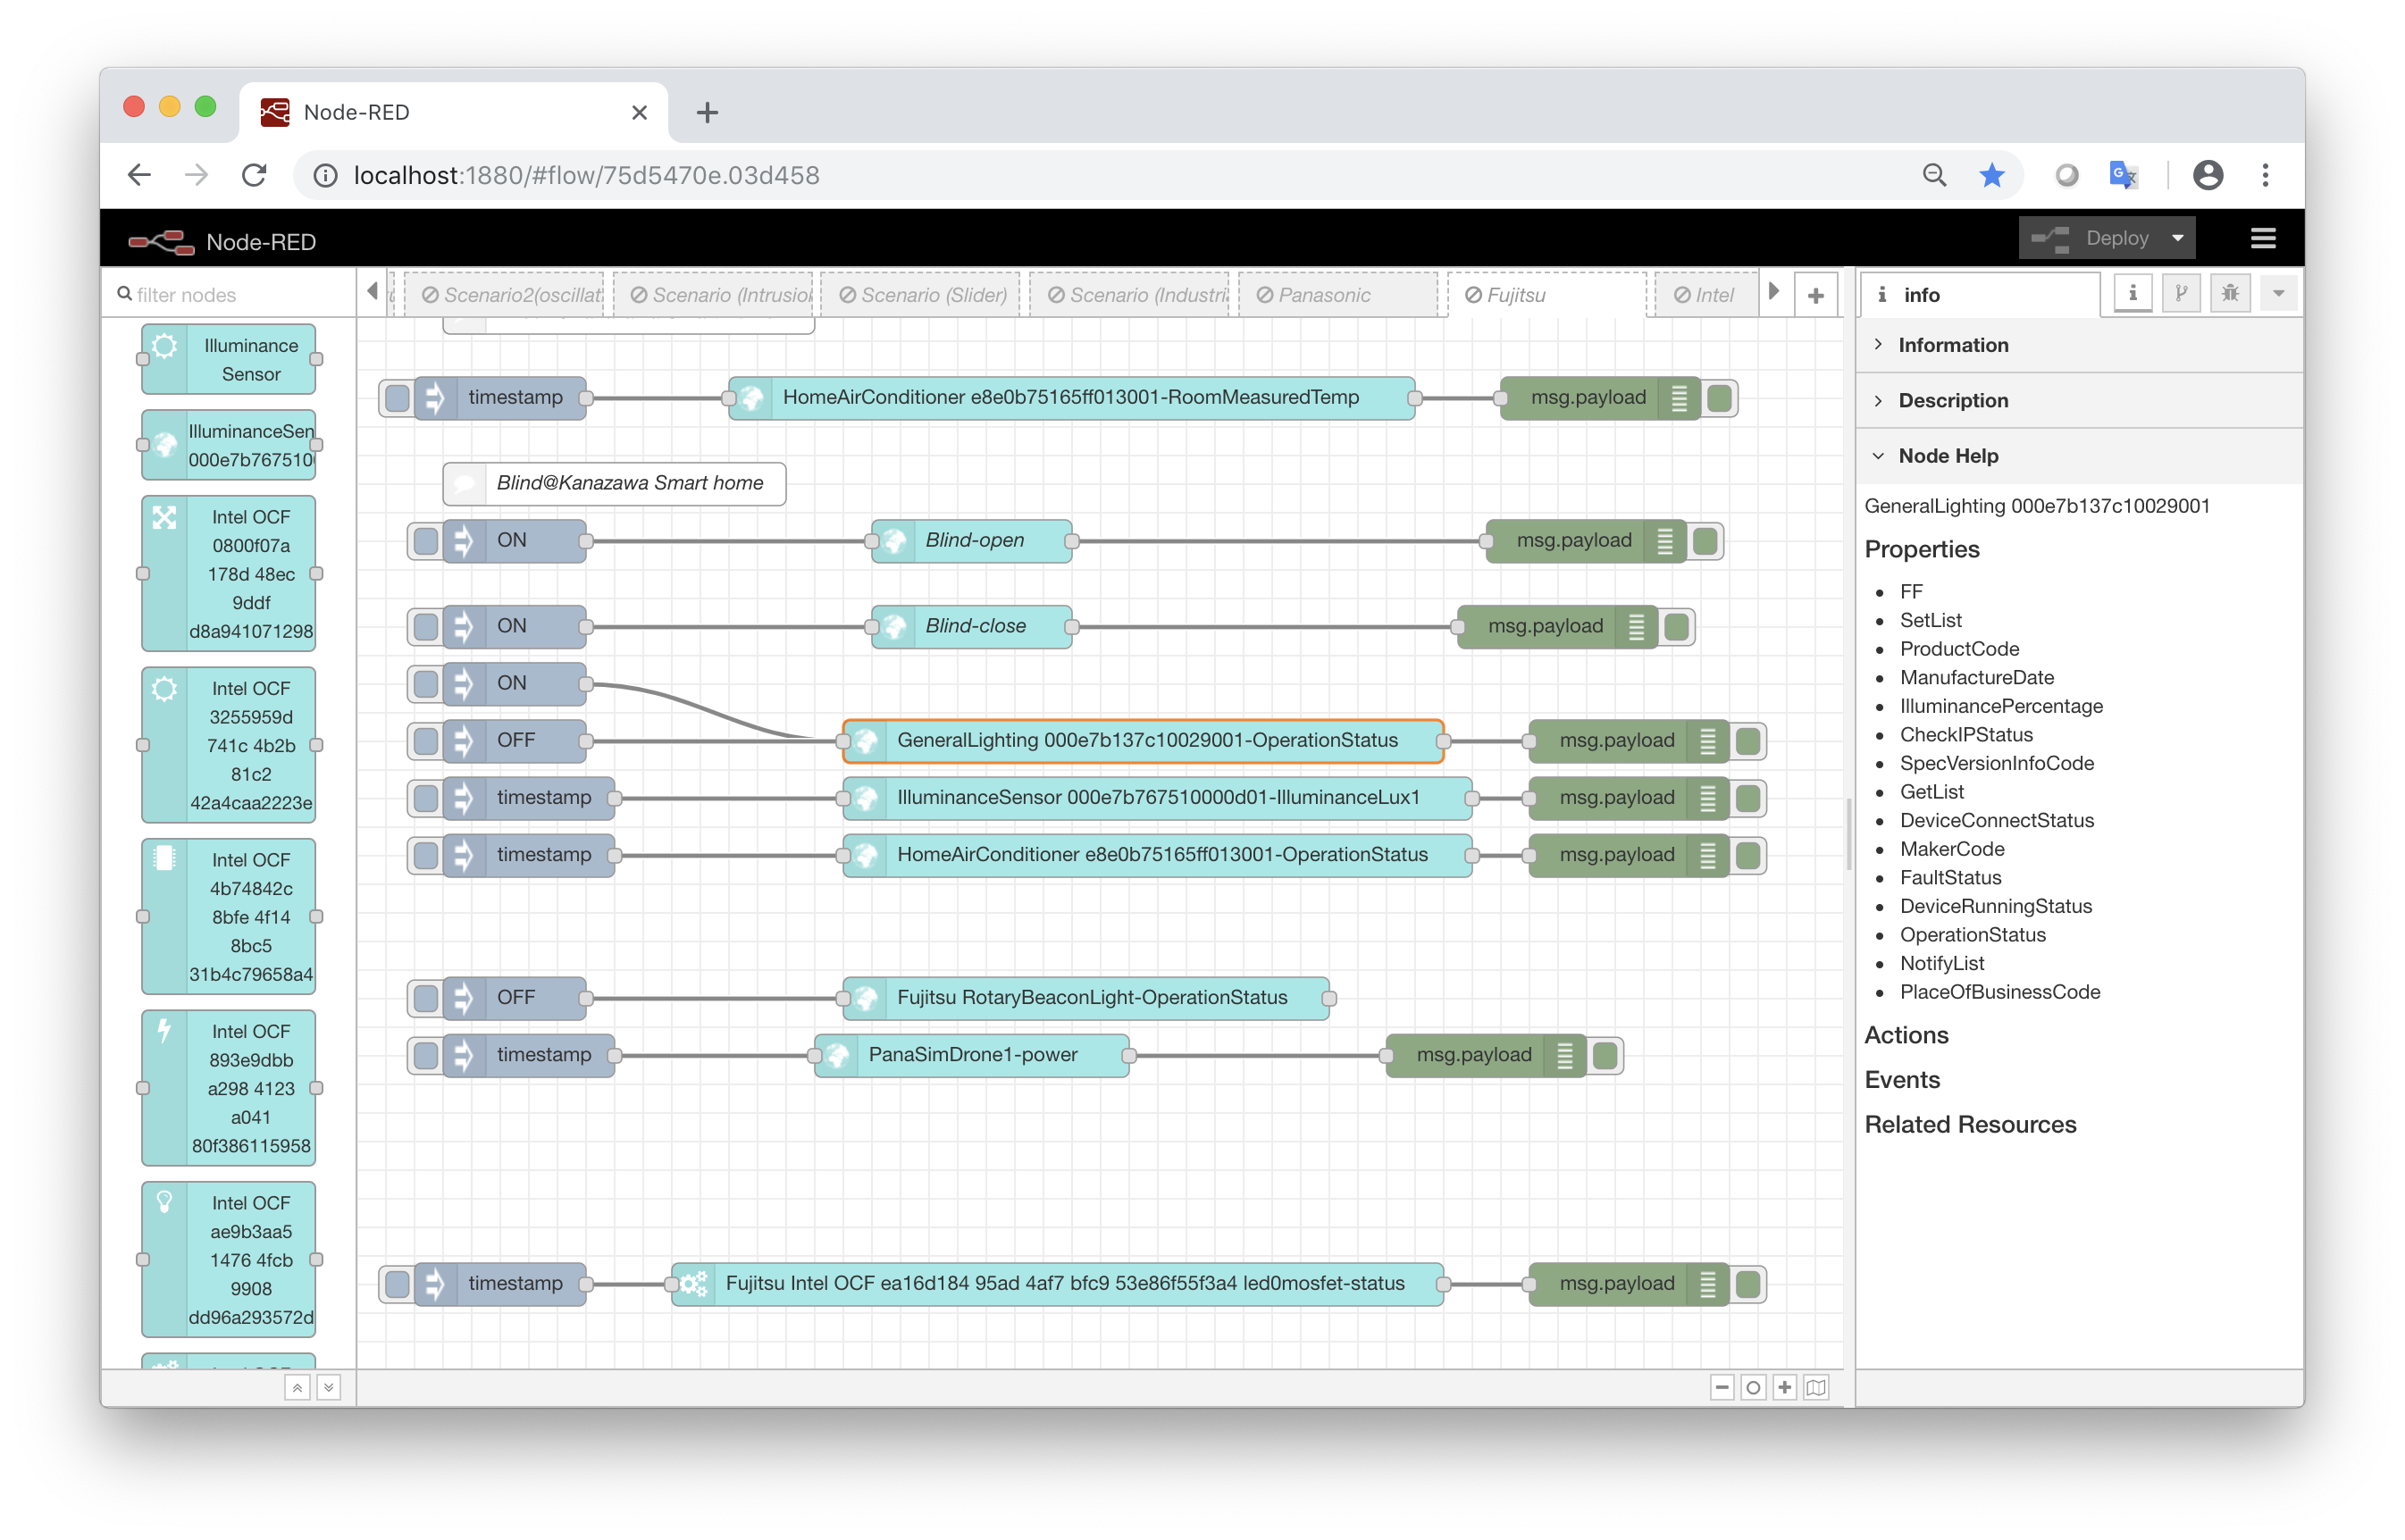 Node-RED
localhost:1880/#flow/75d5470e.03d458
Node-RED
Deploy
filter nodes
Scenario2(oscillat
Scenario (Intrusion
Scenario (Slider)
Scenario (Industri
Panasonic
Fujitsu
Intel
info
Illuminance
Sensor
IlluminanceSen
000e7b767510
Intel OCF
0800f07a
178d 48ec
9ddf
d8a941071298
Intel OCF
3255959d
741c 4b2b
81c2
42a4caa2223e
Intel OCF
4b74842c
8bfe 4f14
8bc5
31b4c79658a4
Intel OCF
893e9dbb
a298 4123
a041
80f386115958
Intel OCF
ae9b3aa5
1476 4fcb
9908
dd96a293572d
timestamp
HomeAirConditioner e8e0b75165ff013001-RoomMeasuredTemp
msg.payload
Blind@Kanazawa Smart home
ON
Blind-open
msg.payload
ON
Blind-close
msg.payload
ON
OFF
GeneralLighting 000e7b137c10029001-OperationStatus
msg.payload
timestamp
IlluminanceSensor 000e7b767510000d01-IlluminanceLux1
msg.payload
timestamp
HomeAirConditioner e8e0b75165ff013001-OperationStatus
msg.payload
OFF
Fujitsu RotaryBeaconLight-OperationStatus
timestamp
PanaSimDrone1-power
msg.payload
timestamp
Fujitsu Intel OCF ea16d184 95ad 4af7 bfc9 53e86f55f3a4 led0mosfet-status
msg.payload
Information
Description
Node Help
GeneralLighting 000e7b137c10029001
Properties
FF
SetList
ProductCode
ManufactureDate
IlluminancePercentage
CheckIPStatus
SpecVersionInfoCode
GetList
DeviceConnectStatus
MakerCode
FaultStatus
DeviceRunningStatus
OperationStatus
NotifyList
PlaceOfBusinessCode
Actions
Events
Related Resources